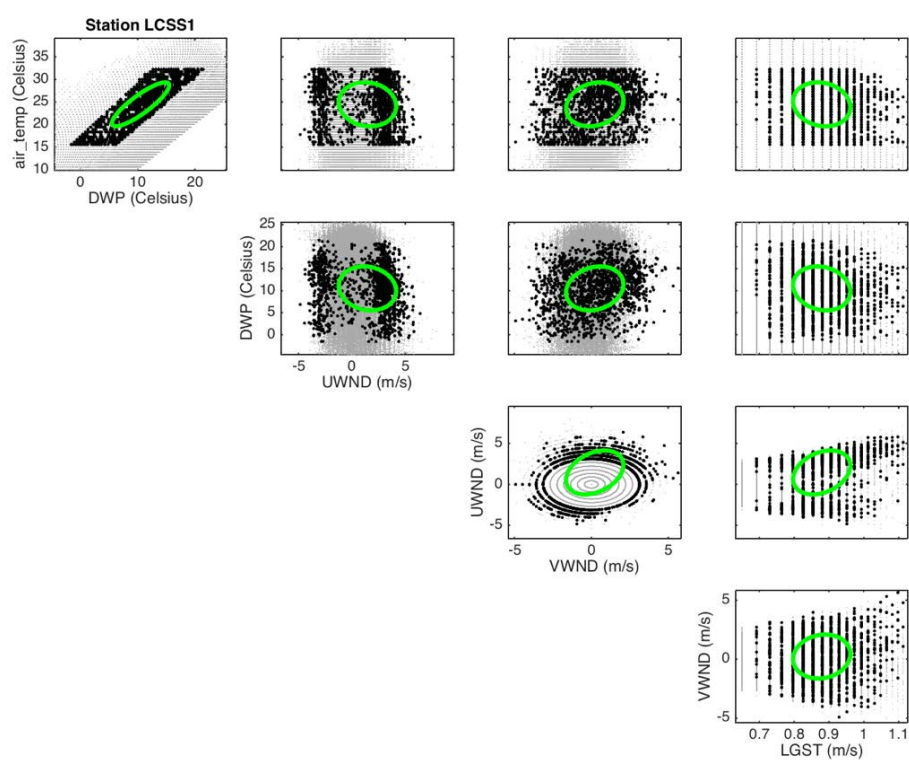 Station LCSS1
air_temp (Celsius)
35
30
25
20
15
10
0 10 20
DWP (Celsius)
DWP (Celsius)
25
20
15
10
5
0
-5 0 5
UWND (m/s)
UWND (m/s)
5
0
-5
-5 0 5
VWND (m/s)
VWND (m/s)
5
0
-5
0.7 0.8 0.9 1 1.1
LGST (m/s)